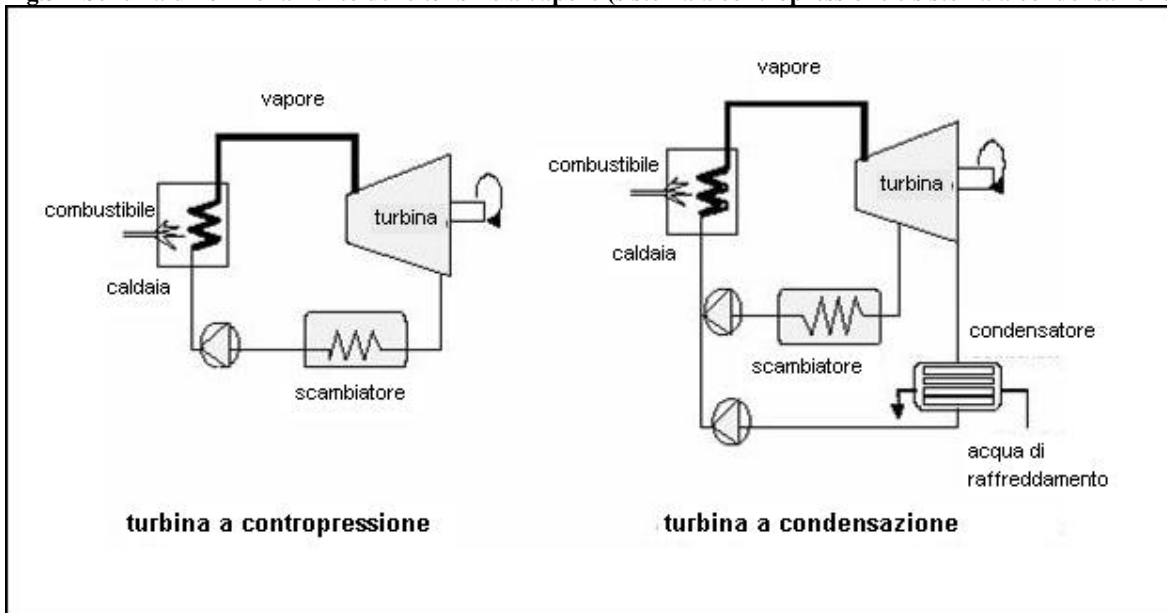 vapore
combustibile
turbina
caldaia
scambiatore
turbina a contropressione
vapore
combustibile
turbina
caldaia
scambiatore
condensatore
acqua di
raffreddamento
turbina a condensazione